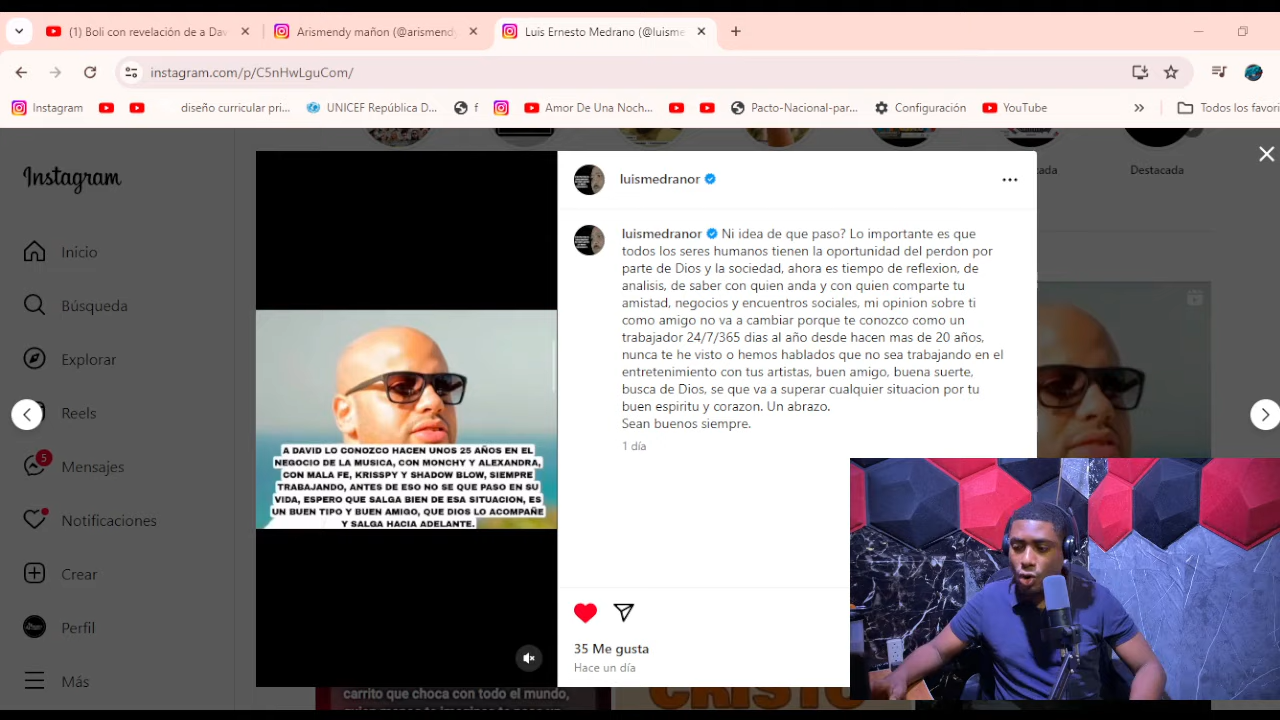 (1) Boli con revelación de a Dav
Arismendy mañon (@arismendy
Luis Ernesto Medrano (@luisme
instagram.com/p/C5nHwLguCom/
Instagram
diseño curricular pri...
UNICEF República D...
f
Amor De Una Noch...
Pacto-Nacional-par...
Configuración
YouTube
Todos los favori
Instagram
Destacada
Inicio
Búsqueda
Explorar
Reels
5
Mensajes
Notificaciones
Crear
Perfil
Más
luismedranor
luismedranor Ni idea de que paso? Lo importante es que
todos los seres humanos tienen la oportunidad del perdon por
parte de Dios y la sociedad, ahora es tiempo de reflexion, de
analisis, de saber con quien anda y con quien comparte tu
amistad, negocios y encuentros sociales, mi opinion sobre ti
como amigo no va a cambiar porque te conozco como un
trabajador 24/7/365 dias al año desde hacen mas de 20 años,
nunca te he visto o hemos hablados que no sea trabajando en el
entretenimiento con tus artistas, buen amigo, buena suerte,
busca de Dios, se que va a superar cualquier situacion por tu
buen espiritu y corazon. Un abrazo.
Sean buenos siempre.
1 día
A DAVID LO CONOZCO HACEN UNOS 25 AÑOS EN EL
NEGOCIO DE LA MUSICA, CON MONCHY Y ALEXANDRA,
CON MALA FE, KRISSPY Y SHADOW BLOW, SIEMPRE
TRABAJANDO, ANTES DE ESO NO SE QUE PASO EN SU
VIDA, ESPERO QUE SALGA BIEN DE ESA SITUACION, ES
UN BUEN TIPO Y BUEN AMIGO, QUE DIOS LO ACOMPAÑE
Y SALGA HACIA ADELANTE.
35 Me gusta
Hace un día
carrito que choca con todo el mundo,
CRISTO